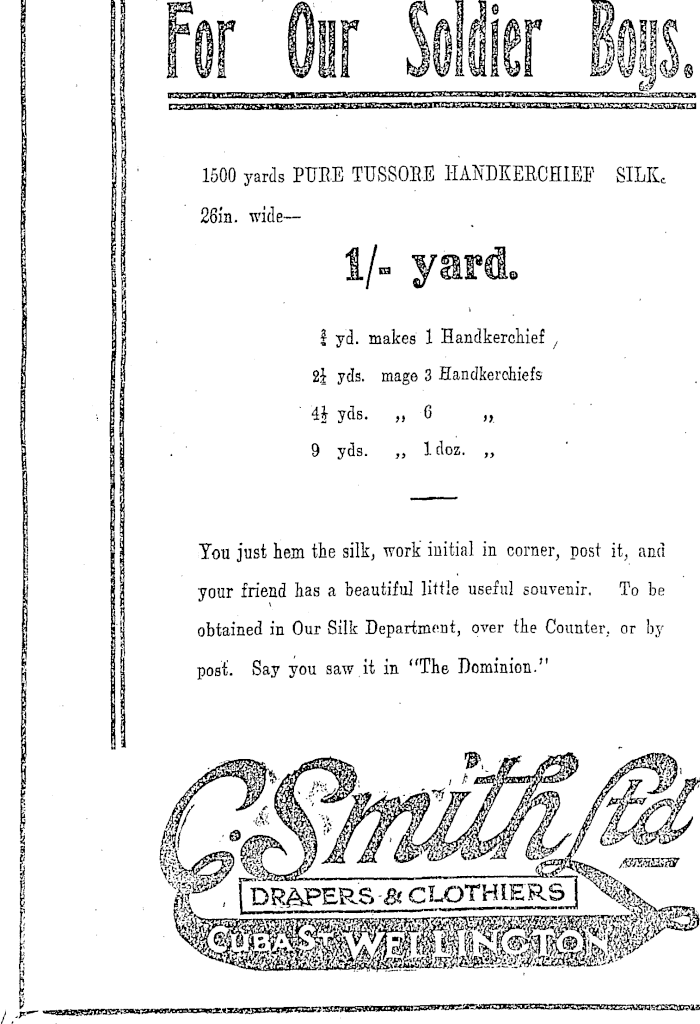 For Our Soldier Boys.
1500 yards PURE TUSSORE HANDKERCHIEF SILK.
26in. wide—
1/- yard.
¾ yd. makes 1 Handkerchief
2¼ yds. mage 3 Handkerchiefs
4½ yds. „ 6 „
9 yds. „ 1 doz. „
You just hem the silk, work initial in corner, post it, and
your friend has a beautiful little useful souvenir. To be
obtained in Our Silk Department, over the Counter, or by
post. Say you saw it in "The Dominion."
C. Smith Ltd
DRAPERS & CLOTHIERS
CUBA ST WELLINGTON